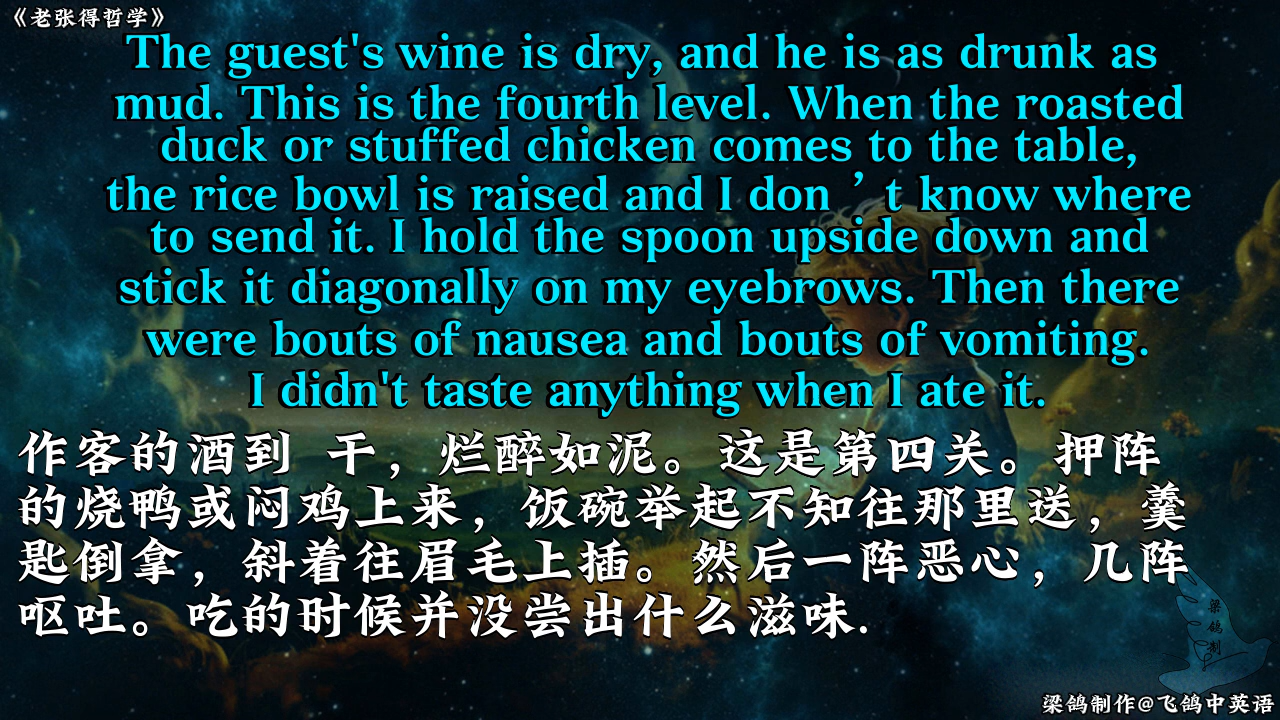 《老张得哲学》
The guest's wine is dry, and he is as drunk as
mud. This is the fourth level. When the roasted
duck or stuffed chicken comes to the table,
the rice bowl is raised and I don ’ t know where
to send it. I hold the spoon upside down and
stick it diagonally on my eyebrows. Then there
were bouts of nausea and bouts of vomiting.
I didn't taste anything when I ate it.
作客的酒到 干，烂醉如泥。这是第四关。押阵
的烧鸭或闷鸡上来，饭碗举起不知往那里送，羹
匙倒拿，斜着往眉毛上插。然后一阵恶心，几阵
呕吐。吃的时候并没尝出什么滋味.
梁鸽制
梁鸽制作@飞鸽中英语